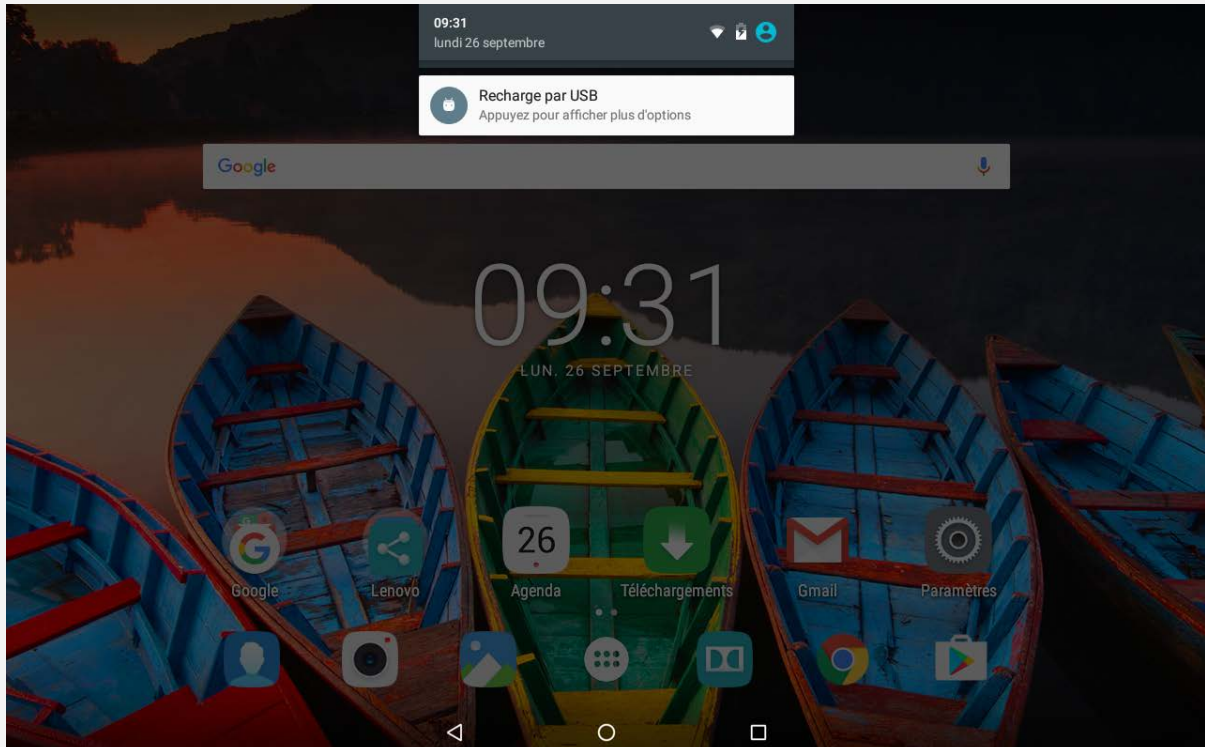 09:31
lundi 26 septembre
Recharge par USB
Appuyez pour afficher plus d'options
Google
09:31
LUN. 26 SEPTEMBRE
26
Google
Lenovo
Agenda
Téléchargements
Gmail
Paramètres